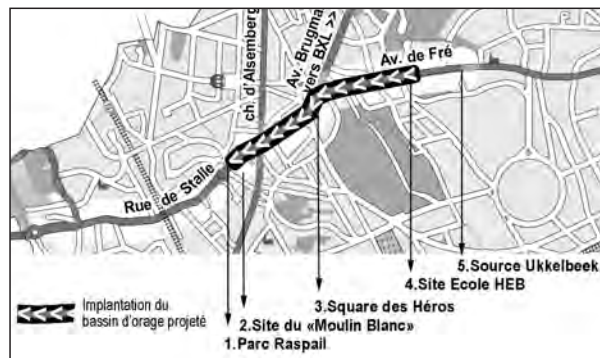 ch. d'Alsemberg
Av. Brugman
vers BXL >>
Av. de Fré
Rue de Stalle
5.Source Ukkelbeek
4.Site Ecole HEB
3.Square des Héros
2.Site du «Moulin Blanc»
1.Parc Raspail
Implantation du
bassin d'orage projeté